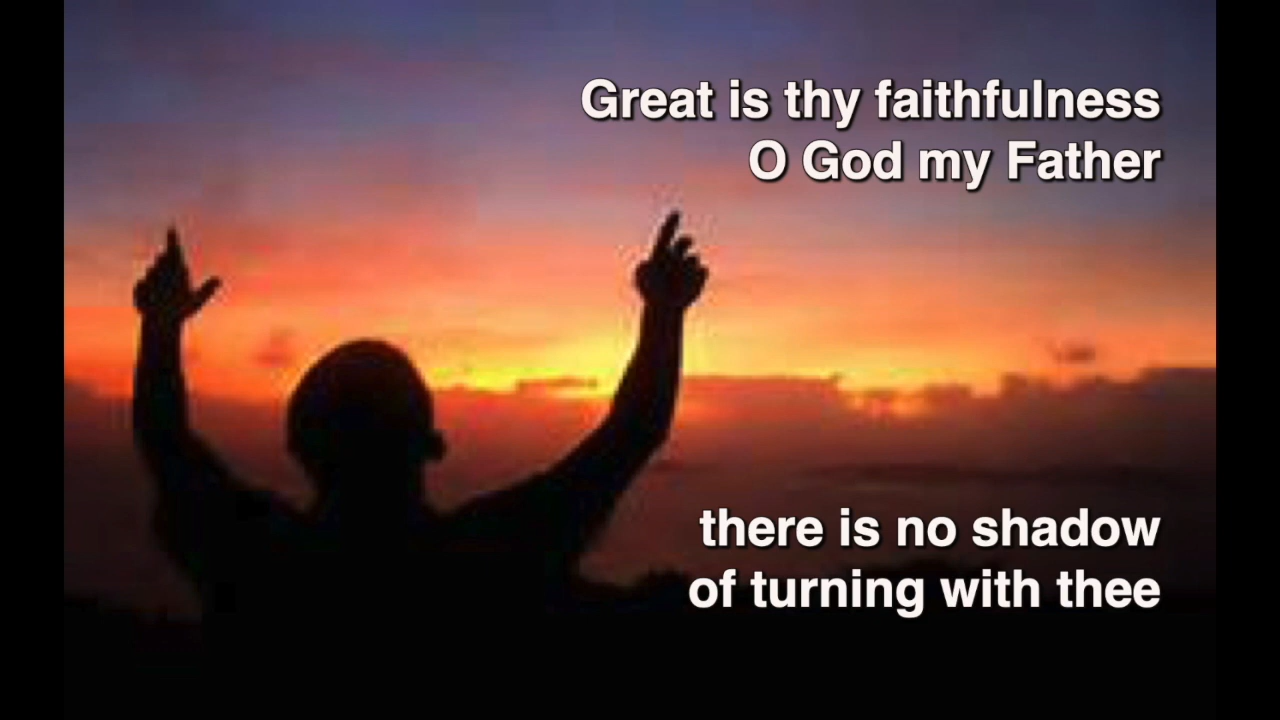 Great is thy faithfulness
O God my Father
there is no shadow
of turning with thee